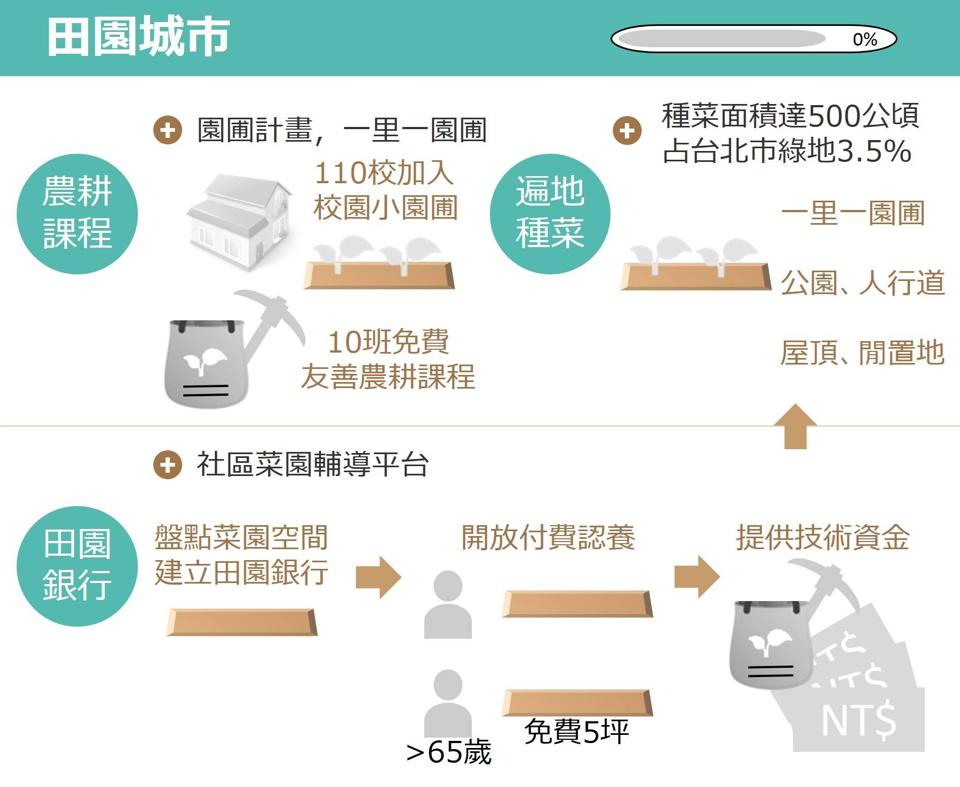 田園城市
0%
園圃計畫，一里一園圃
農耕
課程
110校加入
校園小園圃
10班免費
友善農耕課程
種菜面積達500公頃
占台北市綠地3.5%
遍地
種菜
一里一園圃
公園、人行道
屋頂、閒置地
社區菜園輔導平台
田園
銀行
盤點菜園空間
建立田園銀行
開放付費認養
>65歲
免費5坪
提供技術資金
NT$
NT$
NT$